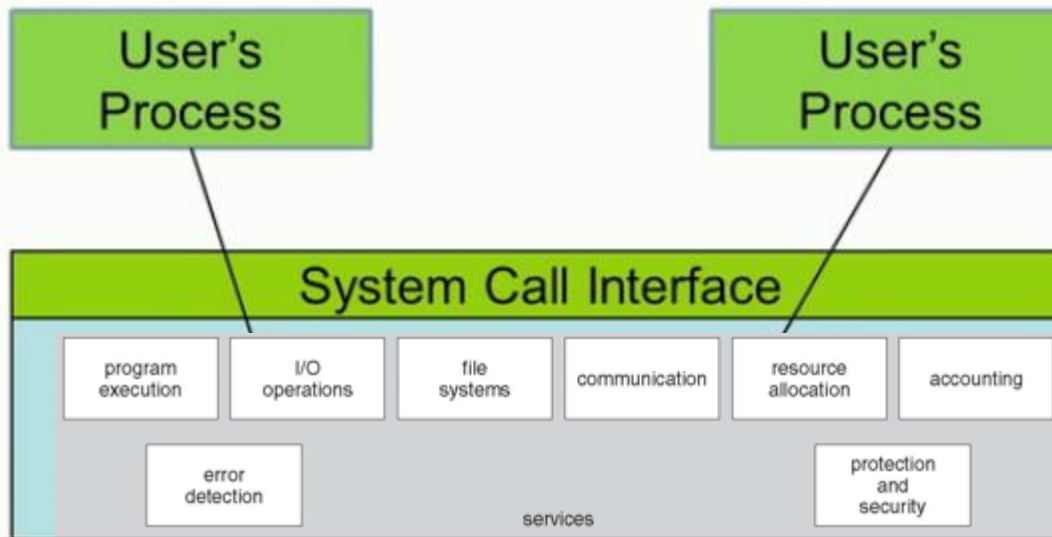 User's
Process
User's
Process
System Call Interface
program
execution
I/O
operations
file
systems
communication
resource
allocation
accounting
error
detection
protection
and
security
services